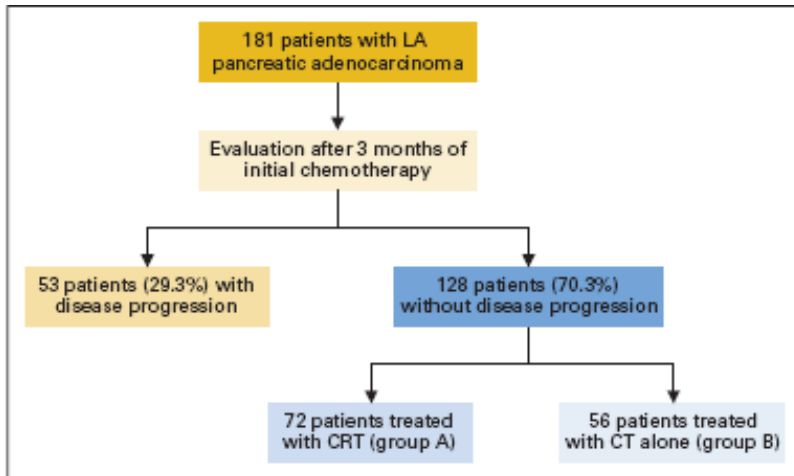 181 patients with LA
pancreatic adenocarcinoma
Evaluation after 3 months of
initial chemotherapy
53 patients (29.3%) with
disease progression
128 patients (70.3%)
without disease progression
72 patients treated
with CRT (group A)
56 patients treated
with CT alone (group B)